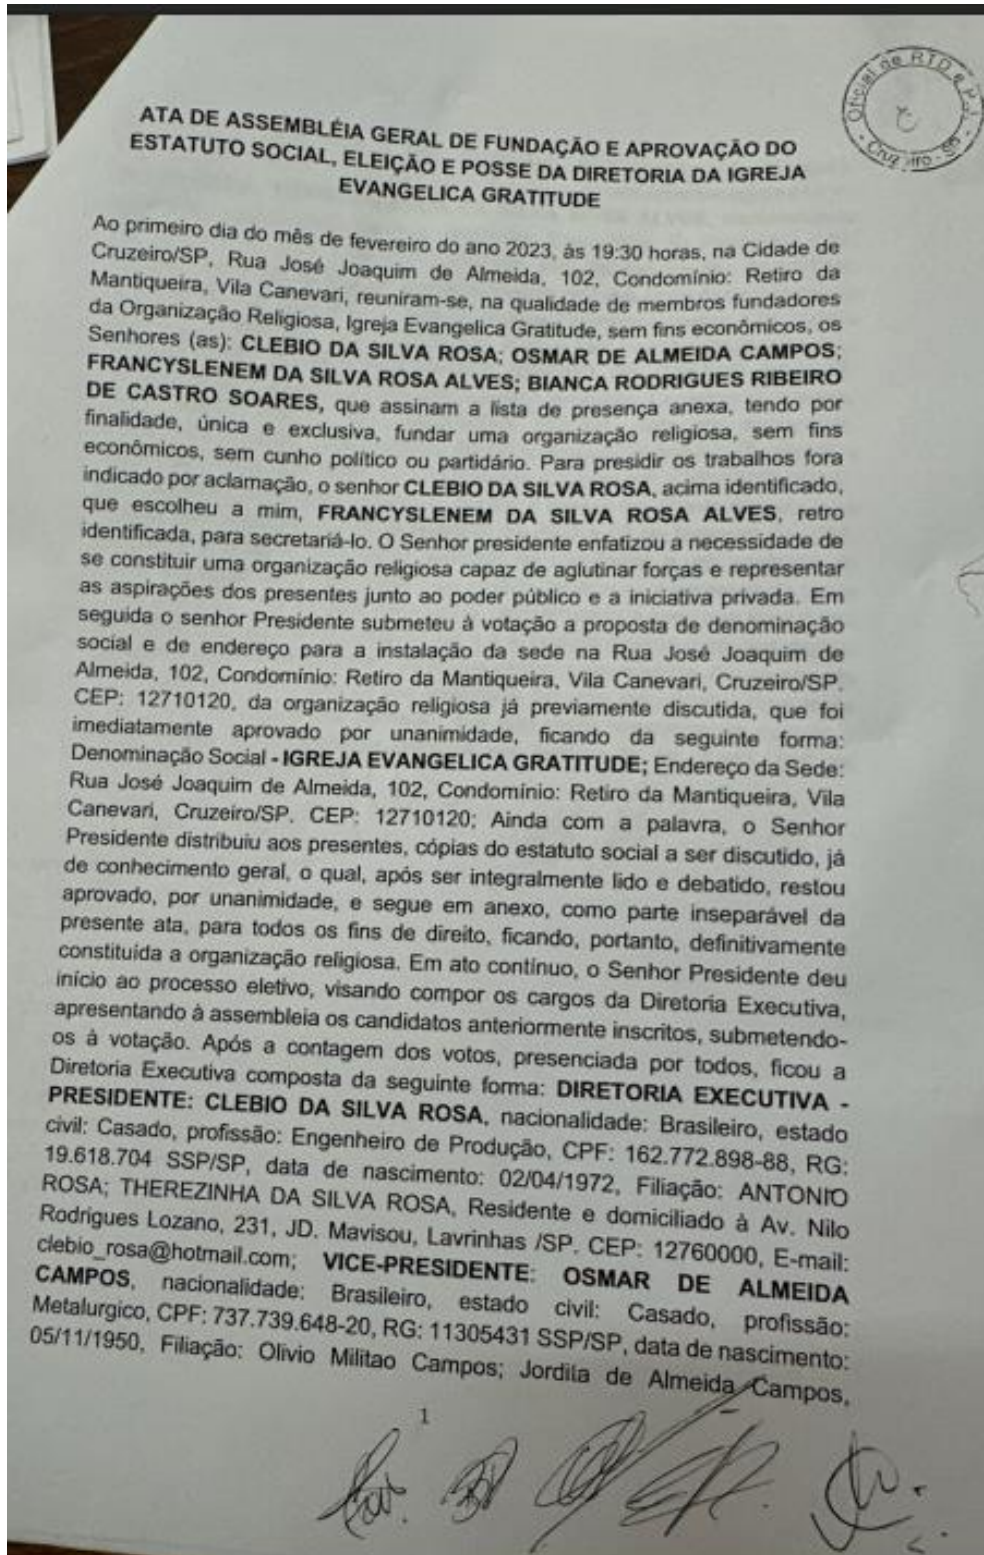 Oficial de RTD e P.J.
Cruzeiro - SP
ATA DE ASSEMBLÉIA GERAL DE FUNDAÇÃO E APROVAÇÃO DO
ESTATUTO SOCIAL, ELEIÇÃO E POSSE DA DIRETORIA DA IGREJA
EVANGELICA GRATITUDE
Ao primeiro dia do mês de fevereiro do ano 2023, às 19:30 horas, na Cidade de
Cruzeiro/SP, Rua José Joaquim de Almeida, 102, Condomínio: Retiro da
Mantiqueira, Vila Canevari, reuniram-se, na qualidade de membros fundadores
da Organização Religiosa, Igreja Evangelica Gratitude, sem fins econômicos, os
Senhores (as): CLEBIO DA SILVA ROSA; OSMAR DE ALMEIDA CAMPOS;
FRANCYSLENEM DA SILVA ROSA ALVES; BIANCA RODRIGUES RIBEIRO
DE CASTRO SOARES, que assinam a lista de presença anexa, tendo por
finalidade, única e exclusiva, fundar uma organização religiosa, sem fins
econômicos, sem cunho político ou partidário. Para presidir os trabalhos fora
indicado por aclamação, o senhor CLEBIO DA SILVA ROSA, acima identificado,
que escolheu a mim, FRANCYSLENEM DA SILVA ROSA ALVES, retro
identificada, para secretariá-lo. O Senhor presidente enfatizou a necessidade de
se constituir uma organização religiosa capaz de aglutinar forças e representar
as aspirações dos presentes junto ao poder público e a iniciativa privada. Em
seguida o senhor Presidente submeteu à votação a proposta de denominação
social e de endereço para a instalação da sede na Rua José Joaquim de
Almeida, 102, Condomínio: Retiro da Mantiqueira, Vila Canevari, Cruzeiro/SP.
CEP: 12710120, da organização religiosa já previamente discutida, que foi
imediatamente aprovado por unanimidade, ficando da seguinte forma:
Denominação Social - IGREJA EVANGELICA GRATITUDE; Endereço da Sede:
Rua José Joaquim de Almeida, 102, Condomínio: Retiro da Mantiqueira, Vila
Canevari, Cruzeiro/SP. CEP: 12710120; Ainda com a palavra, o Senhor
Presidente distribuiu aos presentes, cópias do estatuto social a ser discutido, já
de conhecimento geral, o qual, após ser integralmente lido e debatido, restou
aprovado, por unanimidade, e segue em anexo, como parte inseparável da
presente ata, para todos os fins de direito, ficando, portanto, definitivamente
constituída a organização religiosa. Em ato contínuo, o Senhor Presidente deu
início ao processo eletivo, visando compor os cargos da Diretoria Executiva,
apresentando à assembleia os candidatos anteriormente inscritos, submetendo-
os à votação. Após a contagem dos votos, presenciada por todos, ficou a
Diretoria Executiva composta da seguinte forma: DIRETORIA EXECUTIVA -
PRESIDENTE: CLEBIO DA SILVA ROSA, nacionalidade: Brasileiro, estado
civil: Casado, profissão: Engenheiro de Produção, CPF: 162.772.898-88, RG:
19.618.704 SSP/SP, data de nascimento: 02/04/1972, Filiação: ANTONIO
ROSA; THEREZINHA DA SILVA ROSA, Residente e domiciliado à Av. Nilo
Rodrigues Lozano, 231, JD. Mavisou, Lavrinhas /SP. CEP: 12760000, E-mail:
clebio_rosa@hotmail.com; VICE-PRESIDENTE: OSMAR DE ALMEIDA
CAMPOS, nacionalidade: Brasileiro, estado civil: Casado, profissão:
Metalurgico, CPF: 737.739.648-20, RG: 11305431 SSP/SP, data de nascimento:
05/11/1950, Filiação: Olivio Militao Campos; Jordila de Almeida Campos,
1